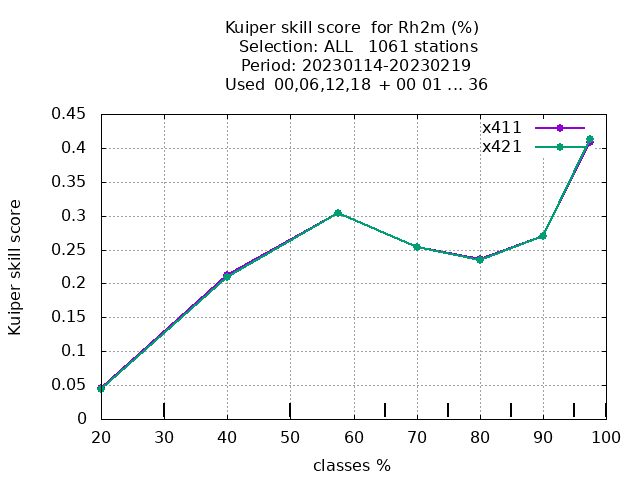 Kuiper skill score for Rh2m (%)
Selection: ALL 1061 stations
Period: 20230114-20230219
Used 00,06,12,18 + 00 01 ... 36
x411
x421
0.45
0.4
0.35
0.3
0.25
0.2
0.15
0.1
0.05
0
Kuiper skill score
20 30 40 50 60 70 80 90 100
classes %